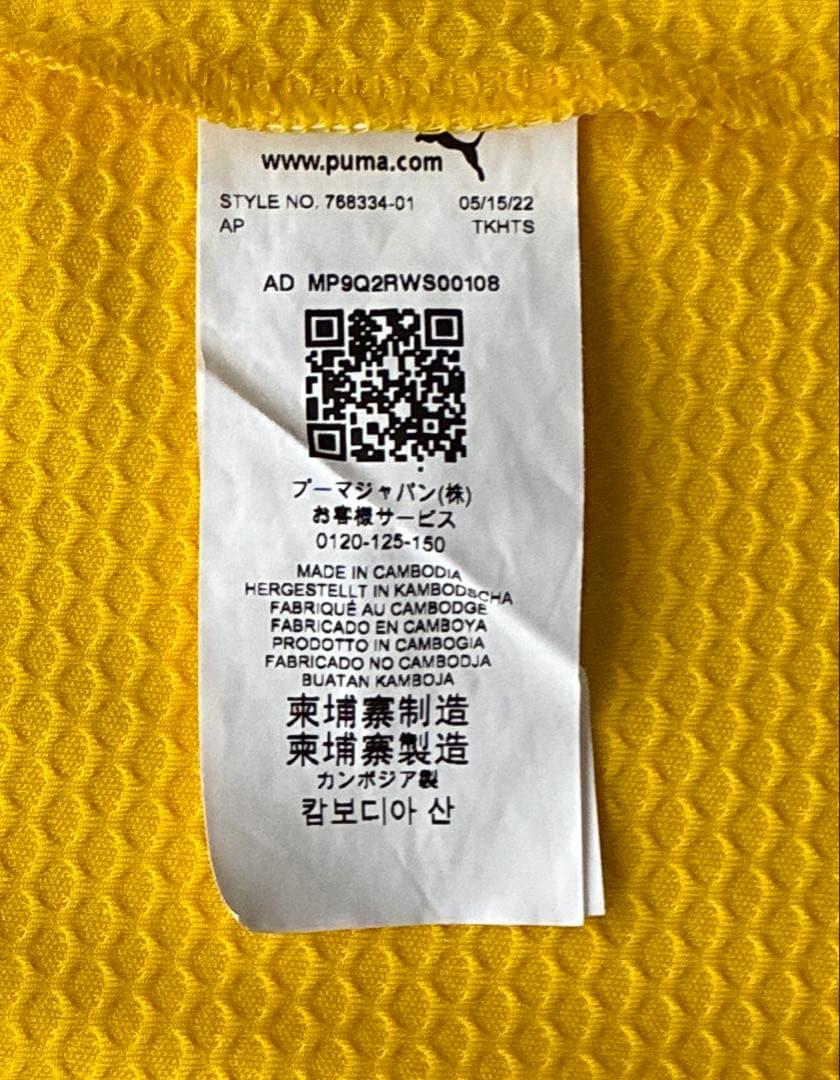 www.puma.com
STYLE NO. 768334-01 05/15/22
AP TKHTS
AD MP9Q2RWS00108
プーマジャパン(株)
お客様サービス
0120-125-150
MADE IN CAMBODIA
HERGESTELLT IN KAMBODSCHA
FABRIQUÉ AU CAMBODGE
FABRICADO EN CAMBOYA
PRODOTTO IN CAMBOGIA
FABRICADO NO CAMBODJA
BUATAN KAMBOJA
柬埔寨制造
柬埔寨製造
カンボジア製
캄보디아 산